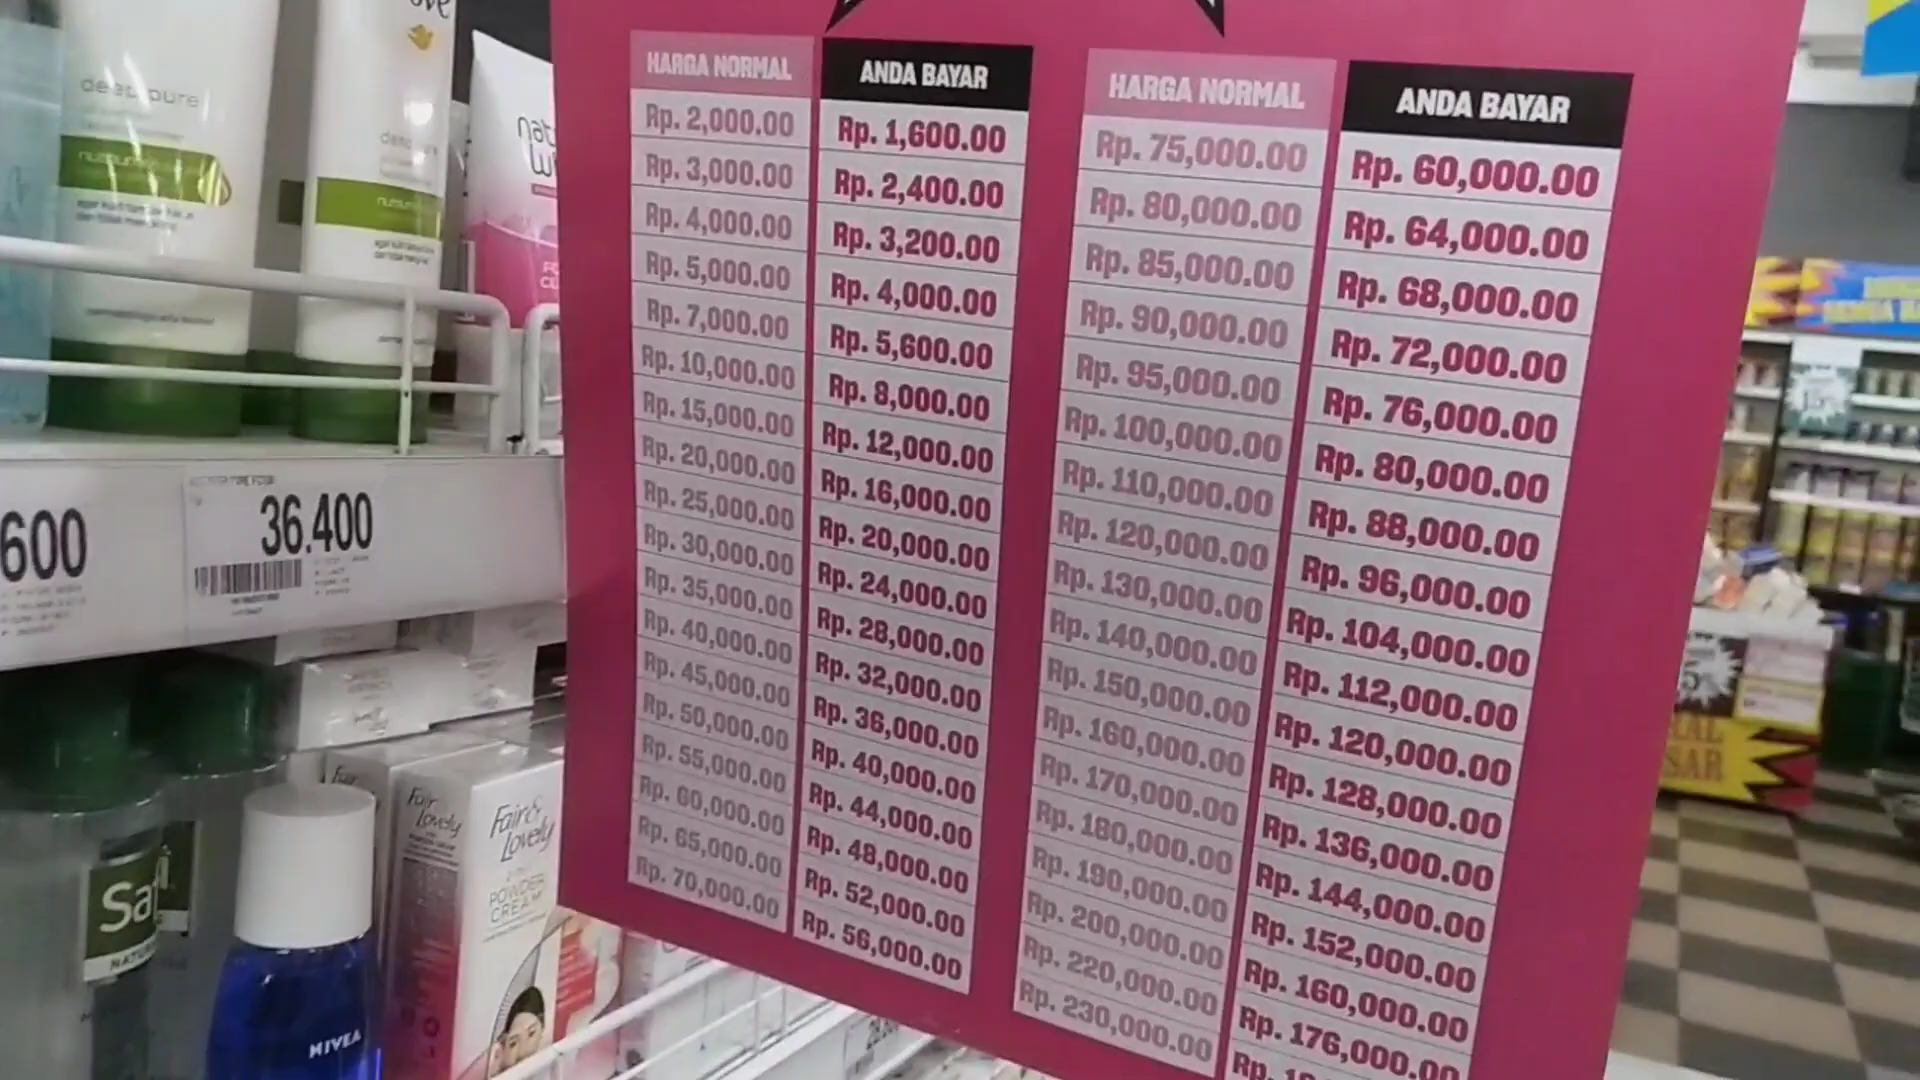 HARGA NORMAL ANDA BAYAR
Rp. 2,000.00 Rp. 1,600.00
Rp. 3,000.00 Rp. 2,400.00
Rp. 4,000.00 Rp. 3,200.00
Rp. 5,000.00 Rp. 4,000.00
Rp. 7,000.00 Rp. 5,600.00
Rp. 10,000.00 Rp. 8,000.00
Rp. 15,000.00 Rp. 12,000.00
Rp. 20,000.00 Rp. 16,000.00
Rp. 25,000.00 Rp. 20,000.00
Rp. 30,000.00 Rp. 24,000.00
Rp. 35,000.00 Rp. 28,000.00
Rp. 40,000.00 Rp. 32,000.00
Rp. 45,000.00 Rp. 36,000.00
Rp. 50,000.00 Rp. 40,000.00
Rp. 55,000.00 Rp. 44,000.00
Rp. 60,000.00 Rp. 48,000.00
Rp. 65,000.00 Rp. 52,000.00
Rp. 70,000.00 Rp. 56,000.00
HARGA NORMAL ANDA BAYAR
Rp. 75,000.00 Rp. 60,000.00
Rp. 80,000.00 Rp. 64,000.00
Rp. 85,000.00 Rp. 68,000.00
Rp. 90,000.00 Rp. 72,000.00
Rp. 95,000.00 Rp. 76,000.00
Rp. 100,000.00 Rp. 80,000.00
Rp. 110,000.00 Rp. 88,000.00
Rp. 120,000.00 Rp. 96,000.00
Rp. 130,000.00 Rp. 104,000.00
Rp. 140,000.00 Rp. 112,000.00
Rp. 150,000.00 Rp. 120,000.00
Rp. 160,000.00 Rp. 128,000.00
Rp. 170,000.00 Rp. 136,000.00
Rp. 180,000.00 Rp. 144,000.00
Rp. 190,000.00 Rp. 152,000.00
Rp. 200,000.00 Rp. 160,000.00
Rp. 220,000.00 Rp. 176,000.00
Rp. 230,000.00 Rp.
deep pure
600
36.400
Fair &
Lovely
POWDER
CREAM
Fair
Lovely
NIVEA